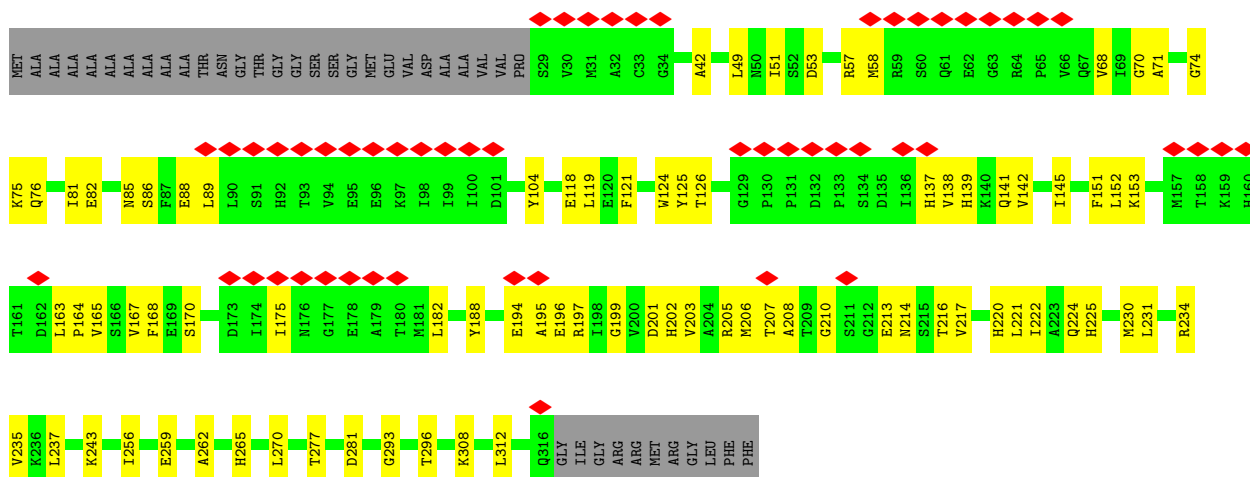 MET ALA ALA ALA ALA ALA ALA ALA ALA ALA THR ASN GLY THR GLY GLY SER SER GLY MET GLU VAL ASP ALA ALA VAL VAL PRO S29 V30 M31 A32 C33 G34 A42 L49 N50 I51 S52 D53 R57 M58 R59 S60 Q61 E62 G63 R64 P65 V66 Q67 V68 I69 G70 A71 G74
K75 Q76 I81 E82 N85 S86 F87 E88 L89 L90 S91 H92 T93 V94 E95 E96 K97 I98 I99 I100 D101 Y104 E118 L119 E120 F121 W124 Y125 T126 G129 P130 P131 D132 P133 S134 D135 I136 H137 V138 H139 K140 Q141 V142 I145 F151 L152 K153 M157 T158 K159 H160
T161 D162 L163 P164 V165 S166 V167 F168 E169 S170 D173 I174 I175 N176 G177 E178 A179 T180 M181 L182 Y188 E194 A195 E196 R197 I198 G199 V200 D201 H202 V203 A204 R205 M206 T207 A208 T209 G210 S211 G212 E213 N214 S215 T216 V217 H220 L221 I222 A223 Q224 H225 M230 L231 R234
V235 K236 L237 K243 I256 E259 A262 H265 L270 T277 D281 G293 T296 K308 L312 Q316 GLY ILE GLY ARG ARG MET ARG GLY LEU PHE PHE